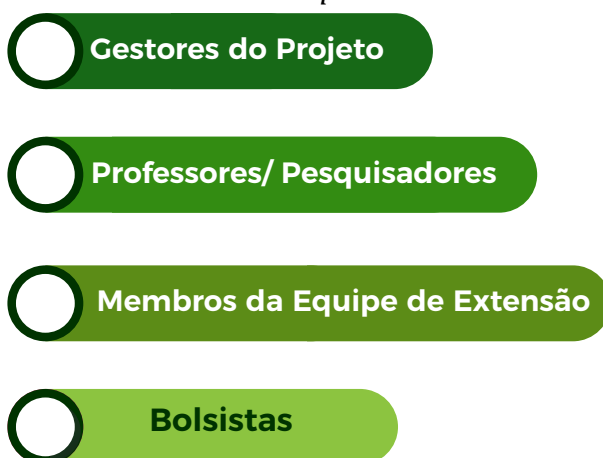 Gestores do Projeto
Professores/ Pesquisadores
Membros da Equipe de Extensão
Bolsistas